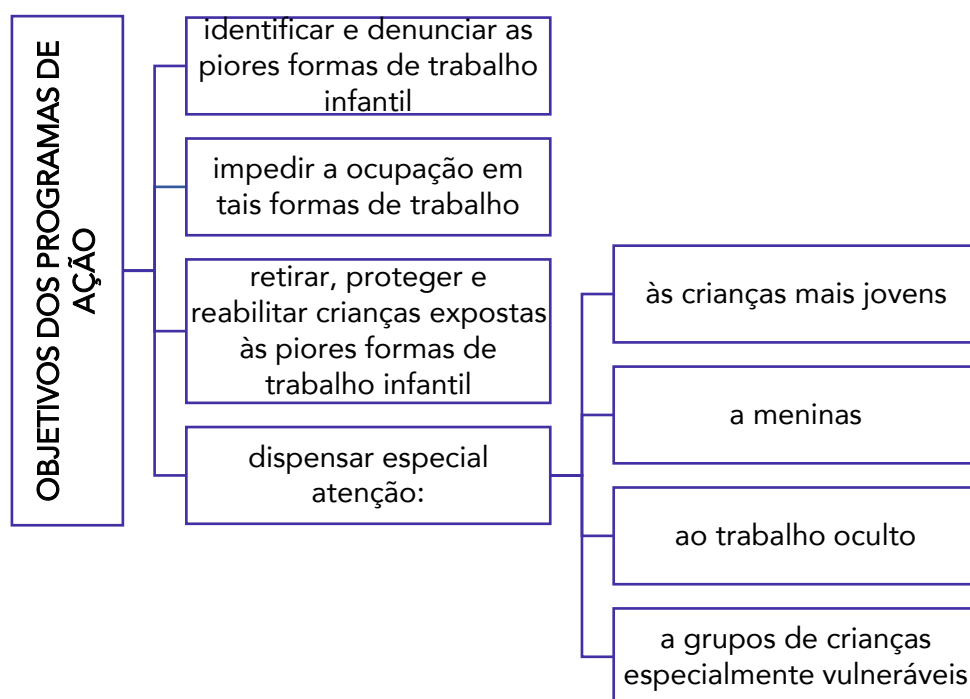 OBJETIVOS DOS PROGRAMAS DE
AÇÃO
identificar e denunciar as
piores formas de trabalho
infantil
impedir a ocupação em
tais formas de trabalho
retirar, proteger e
reabilitar crianças expostas
às piores formas de
trabalho infantil
dispensar especial
atenção:
às crianças mais jovens
a meninas
ao trabalho oculto
a grupos de crianças
especialmente vulneráveis